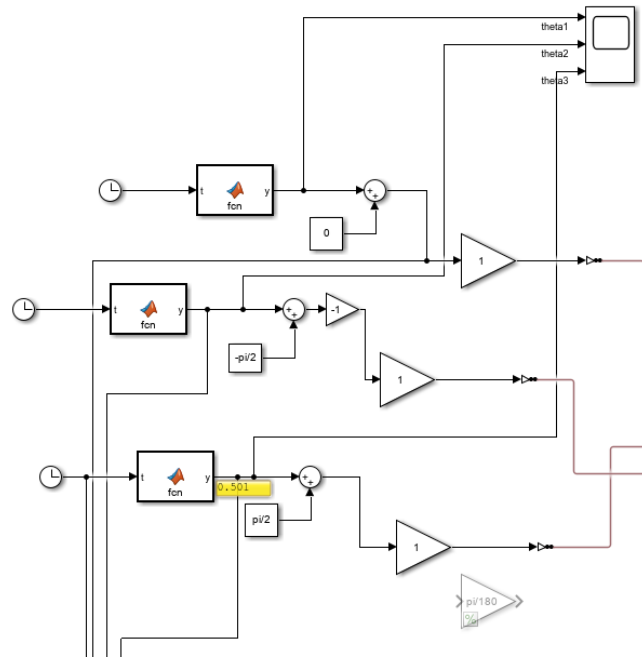 theta1
theta2
theta3
t
y
fcn
+
+
0
1
t
y
fcn
+
+
-1
-pi/2
1
t
y
fcn
0.501
+
+
pi/2
1
pi/180
%